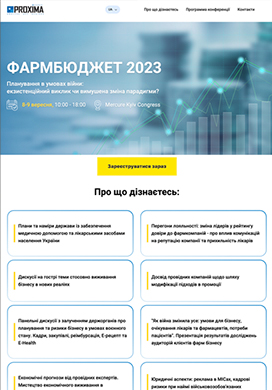 PROXIMA
UA
Про що дізнаєтесь
Програма конференції
Контакти
ФАРМБЮДЖЕТ 2023
Планування в умовах війни:
екзистенційний виклик чи вимушена зміна парадигми?
8-9 вересня, 10:00 - 18:00
Mercure Kyiv Congress
Зареєструватися зараз
Про що дізнаєтесь:
Плани та наміри держави із забезпечення
медичною допомогою та лікарськими засобами
населення України
Перегони лояльності: зміна лідерів у рейтингу
довіри до фармкомпаній - про вплив комунікацій
на репутацію компанії та прихильність лікарів
Дискусії на гострі теми стосовно виживання
бізнесу в нових реаліях
Досвід провідних компаній щодо шляху
модифікації підходів в промоції
Панельні дискусії з залученням держорганів про
планування та ризики бізнесу в умовах воєнного
стану: Кадри, закупівлі, реімбурсація, Е-рецепт та
E-Health
"Як війна змінила усе: умови для бізнесу,
очікування лікарів та фармацевтів, потреби
пацієнтів". Презентація результатів досліджень
аудиторій клієнтів фарм бізнесу
Економічні прогнози від провідних експертів.
Мистецтво економічного виживання в
Юридичні аспекти: реклама в МІСах, кадрові
ризики при наймі військовозобов'язаних